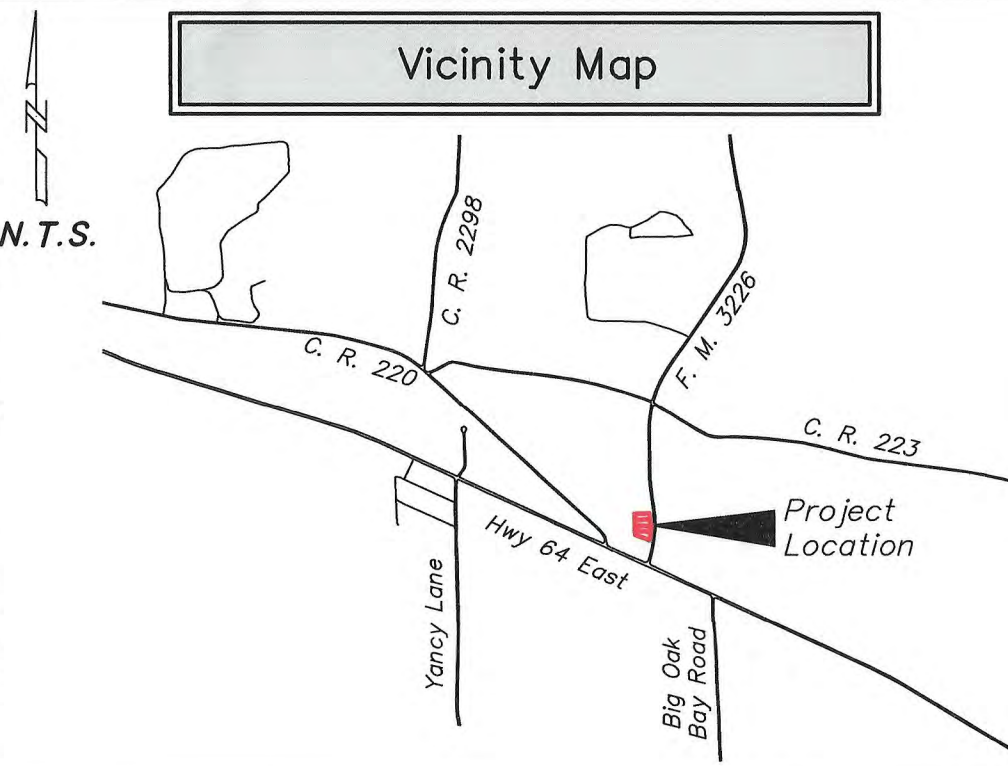 Vicinity Map
N
N.T.S.
C. R. 2298
F. M. 3226
C. R. 220
C. R. 223
Project
Location
Hwy 64 East
Yancy Lane
Big Oak
Bay Road